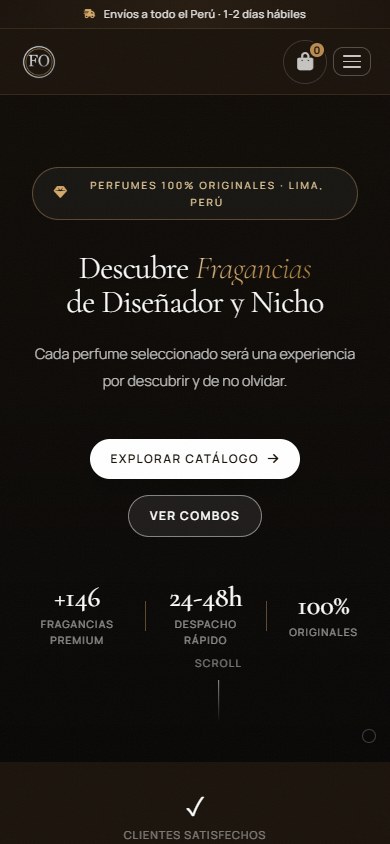 Envíos a todo el Perú · 1-2 días hábiles
FO
0
PERFUMES 100% ORIGINALES · LIMA,
PERÚ
Descubre Fragancias
de Diseñador y Nicho
Cada perfume seleccionado será una experiencia
por descubrir y de no olvidar.
EXPLORAR CATÁLOGO →
VER COMBOS
+146
FRAGANCIAS
PREMIUM
24-48h
DESPACHO
RÁPIDO
100%
ORIGINALES
SCROLL
✓
CLIENTES SATISFECHOS